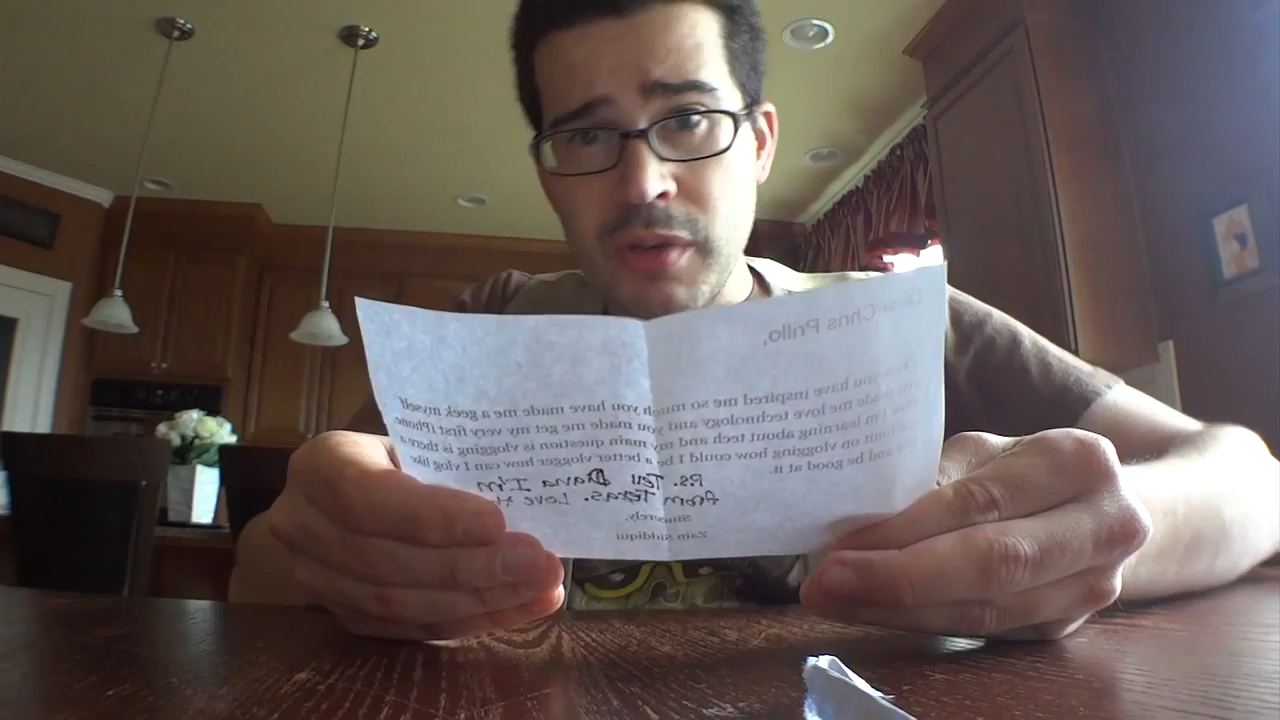 Dear Chris Prillo,
you have inspired me so much you have made me a geek myself
made me love technology and you made me get my very first iPhone
I'm learning about tech and my main question is vlogging is there a
limit on vlogging how could I be a better vlogger how can I vlog like
and be good at it.
Ps. Tell Diana I'm
from Texas. Love
Sincerely,
Zain Siddiqui